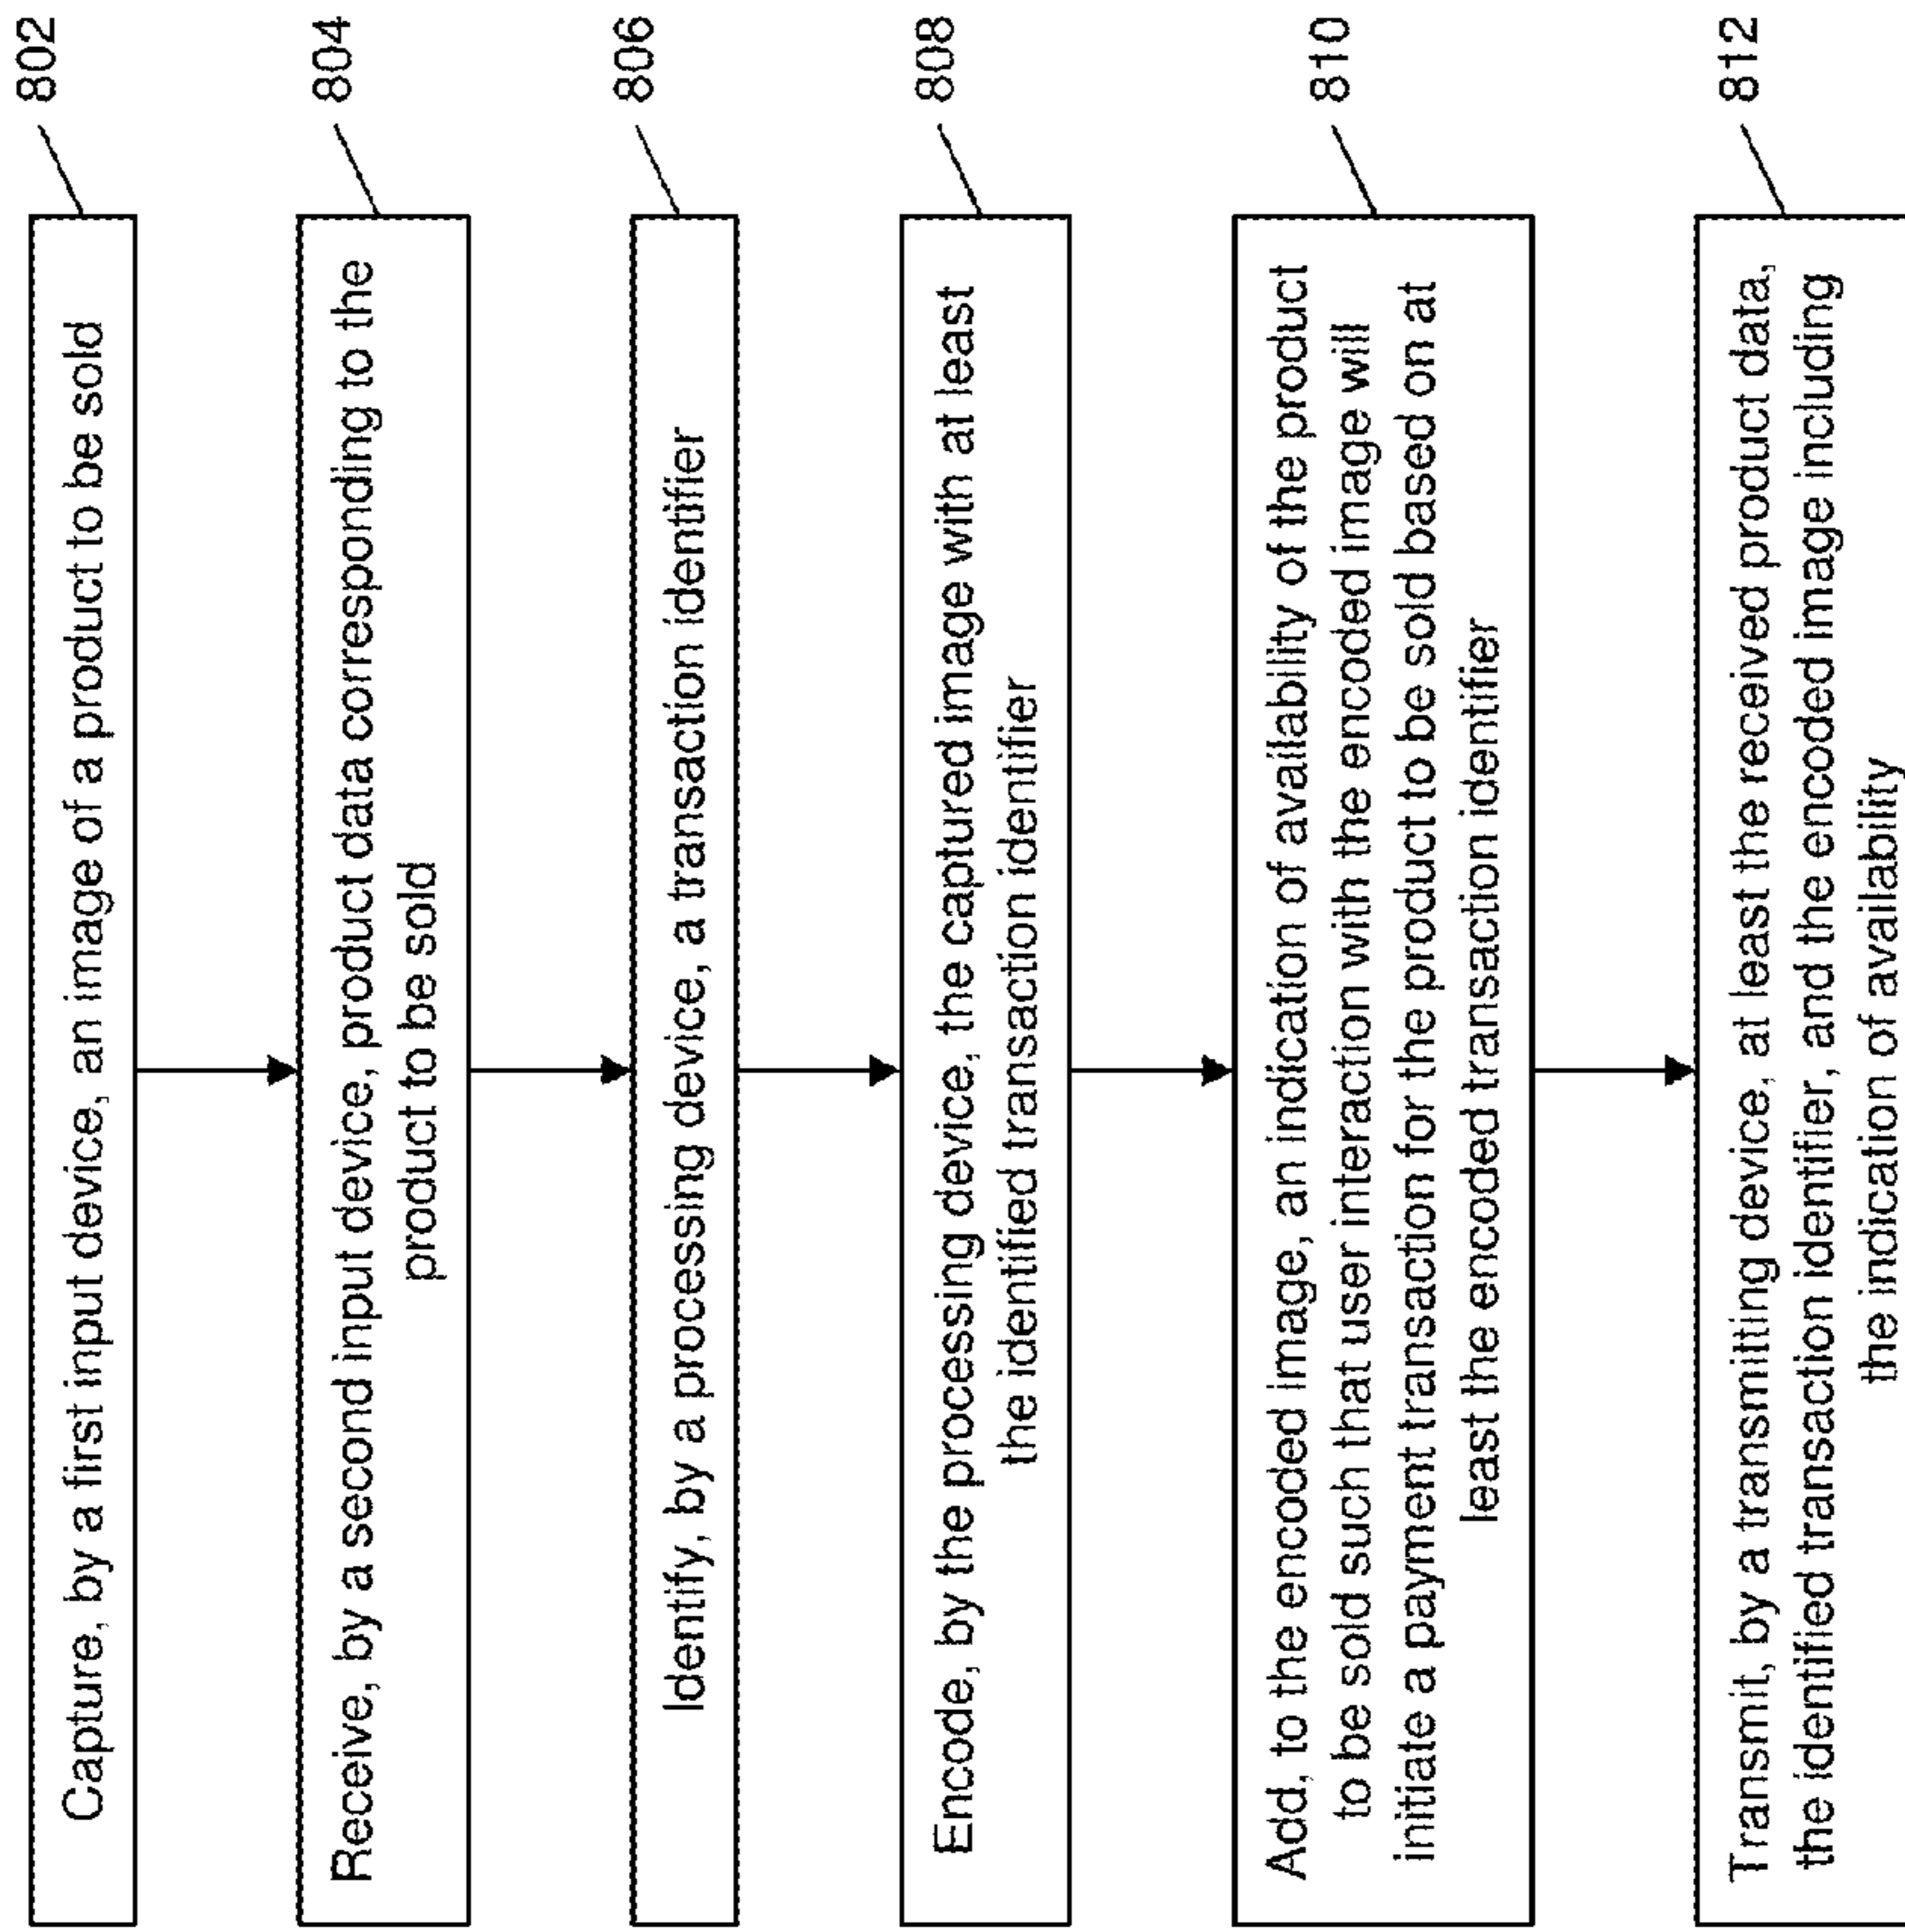 802
Capture, by a first input device, an image of a product to be sold
804
Receive, by a second input device, product data corresponding to the
product to be sold
806
Identify, by a processing device, a transaction identifier
808
Encode, by the processing device, the captured image with at least
the identified transaction identifier
810
Add, to the encoded image, an indication of availability of the product
to be sold such that user interaction with the encoded image will
initiate a payment transaction for the product to be sold based on at
least the encoded transaction identifier
812
Transmit, by a transmitting device, at least the received product data,
the identified transaction identifier, and the encoded image including
the indication of availability